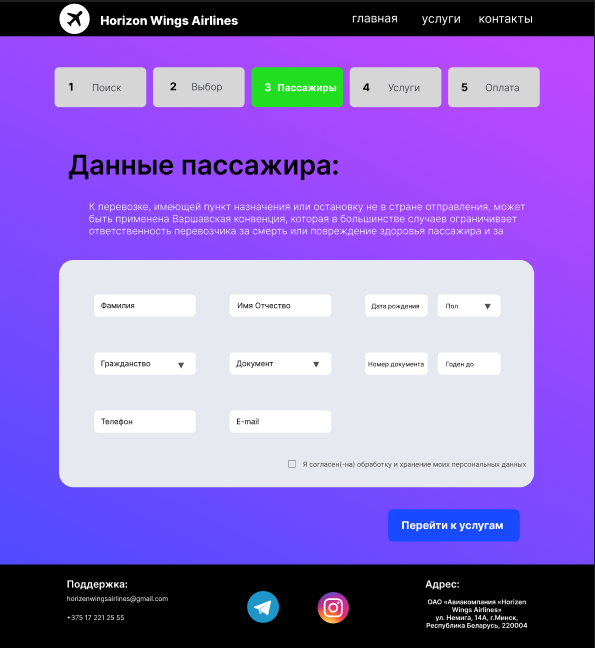 Horizon Wings Airlines главная услуги контакты
1 Поиск 2 Выбор 3 Пассажиры 4 Услуги 5 Оплата
Данные пассажира:
К перевозке, имеющей пункт назначения или остановку не в стране отправления, может
быть применена Варшавская конвенция, которая в большинстве случаев ограничивает
ответственность перевозчика за смерть или повреждение здоровья пассажира и за
Фамилия Имя Отчество Дата рождения Пол
Гражданство Документ Номер документа Годен до
Телефон E-mail
Я согласен(-на) обработку и хранение моих персональных данных
Перейти к услугам
Поддержка:
horizenwingsairlines@gmail.com
+375 17 221 25 55
Адрес:
ОАО «Авиакомпания «Horizon
Wings Airlines»
ул. Немига, 14А, г.Минск,
Республика Беларусь, 220004